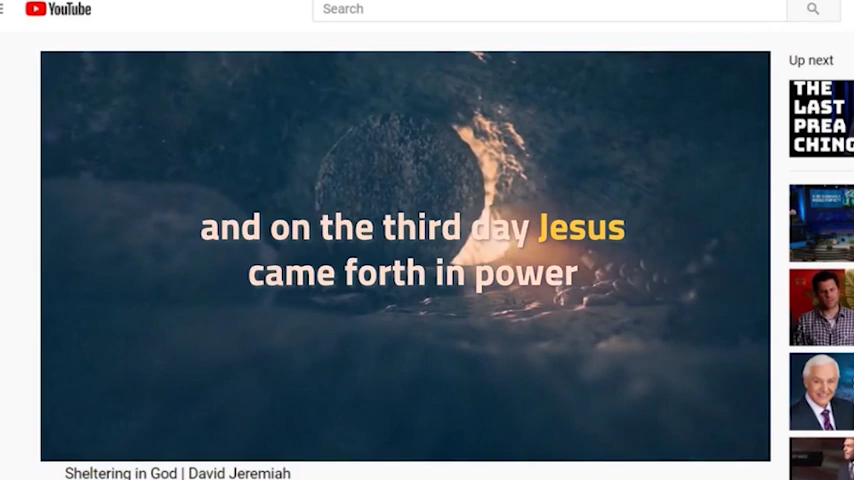 YouTube
Search
Up next
THE
LAST
PREA
CHING
and on the third day Jesus
came forth in power
Sheltering in God | David Jeremiah